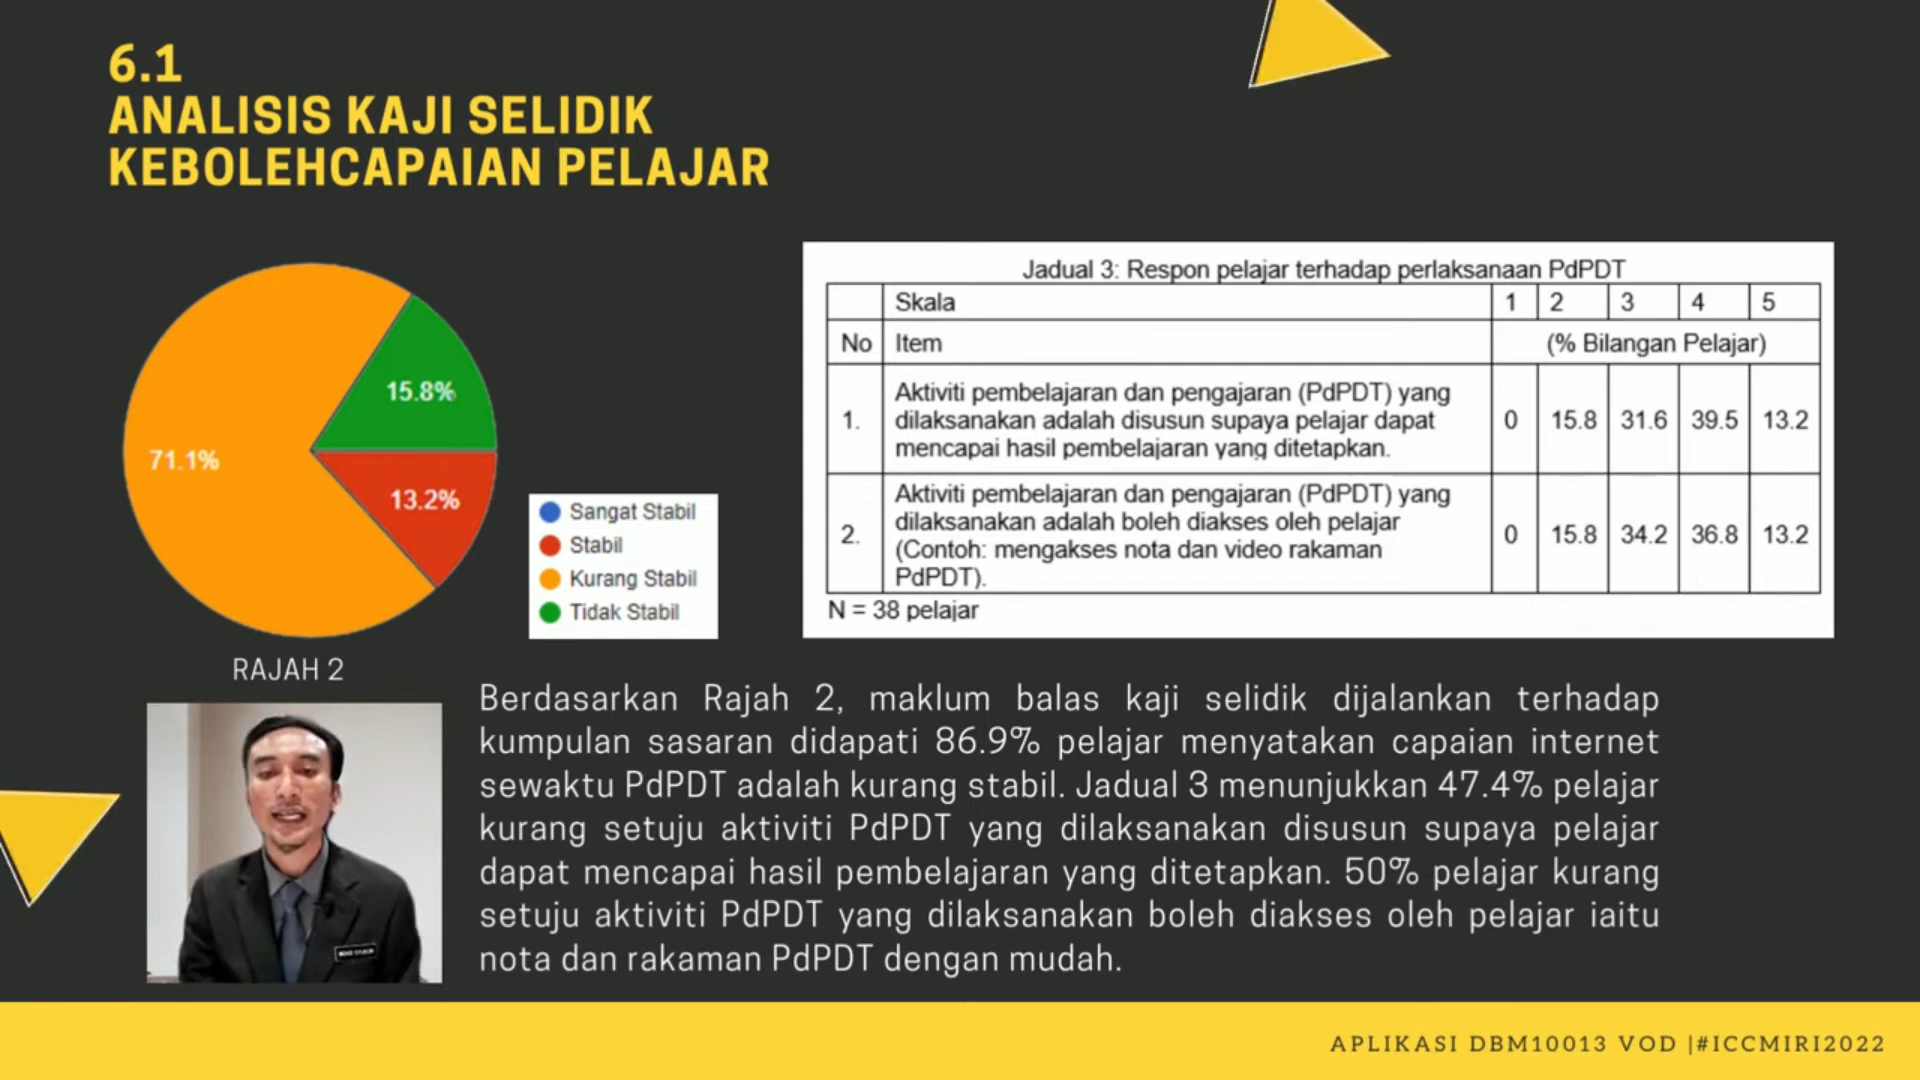 6.1
ANALISIS KAJI SELIDIK
KEBOLEHCAPAIAN PELAJAR
71.1%
15.8%
13.2%
Sangat Stabil
Stabil
Kurang Stabil
Tidak Stabil
RAJAH 2
Jadual 3: Respon pelajar terhadap perlaksanaan PdPDT
Skala 1 2 3 4 5
No Item (% Bilangan Pelajar)
Aktiviti pembelajaran dan pengajaran (PdPDT) yang
1. dilaksanakan adalah disusun supaya pelajar dapat 0 15.8 31.6 39.5 13.2
mencapai hasil pembelajaran yang ditetapkan.
Aktiviti pembelajaran dan pengajaran (PdPDT) yang
dilaksanakan adalah boleh diakses oleh pelajar
2. (Contoh: mengakses nota dan video rakaman 0 15.8 34.2 36.8 13.2
PdPDT).
N = 38 pelajar
Berdasarkan Rajah 2, maklum balas kaji selidik dijalankan terhadap
kumpulan sasaran didapati 86.9% pelajar menyatakan capaian internet
sewaktu PdPDT adalah kurang stabil. Jadual 3 menunjukkan 47.4% pelajar
kurang setuju aktiviti PdPDT yang dilaksanakan disusun supaya pelajar
dapat mencapai hasil pembelajaran yang ditetapkan. 50% pelajar kurang
setuju aktiviti PdPDT yang dilaksanakan boleh diakses oleh pelajar iaitu
nota dan rakaman PdPDT dengan mudah.
APLIKASI DBM10013 VOD |#ICCMIRI2022